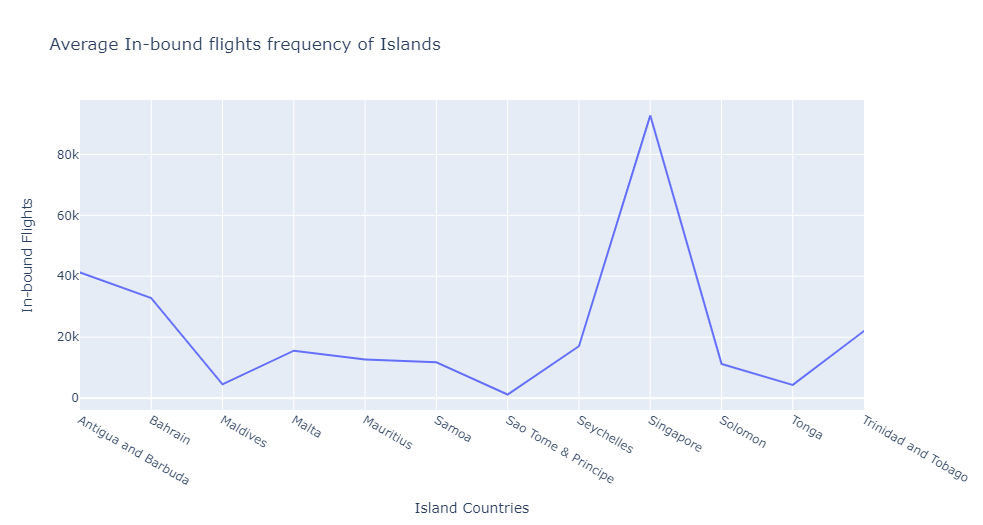 Average In-bound flights frequency of Islands
In-bound Flights
80k
60k
40k
20k
0
Antigua and Barbuda
Bahrain
Maldives
Malta
Mauritius
Samoa
Sao Tome & Principe
Seychelles
Singapore
Solomon
Tonga
Trinidad and Tobago
Island Countries